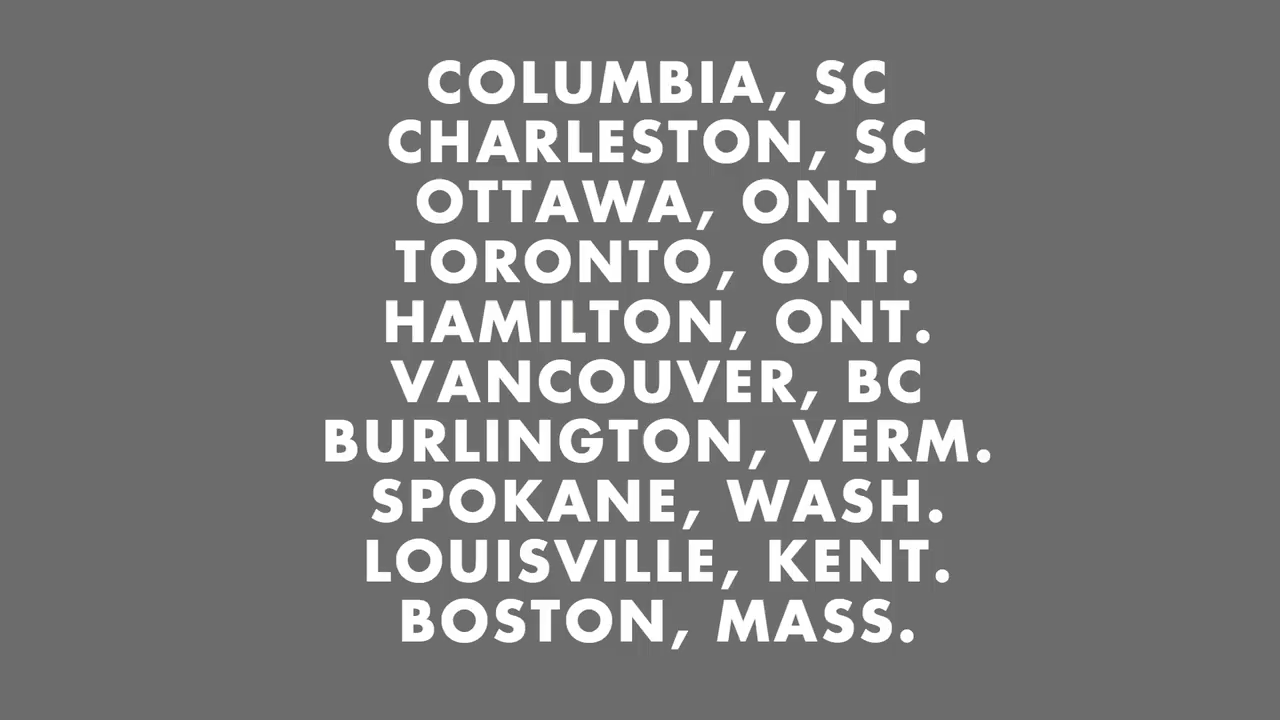 COLUMBIA, SC
CHARLESTON, SC
OTTAWA, ONT.
TORONTO, ONT.
HAMILTON, ONT.
VANCOUVER, BC
BURLINGTON, VERM.
SPOKANE, WASH.
LOUISVILLE, KENT.
BOSTON, MASS.